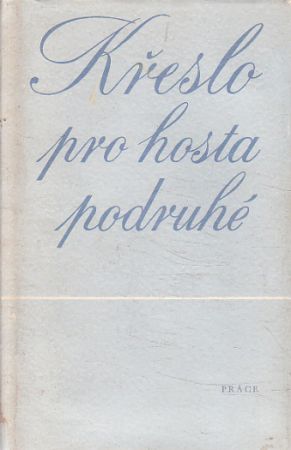 Křeslo
pro hosta
podruhé
PRÁCE